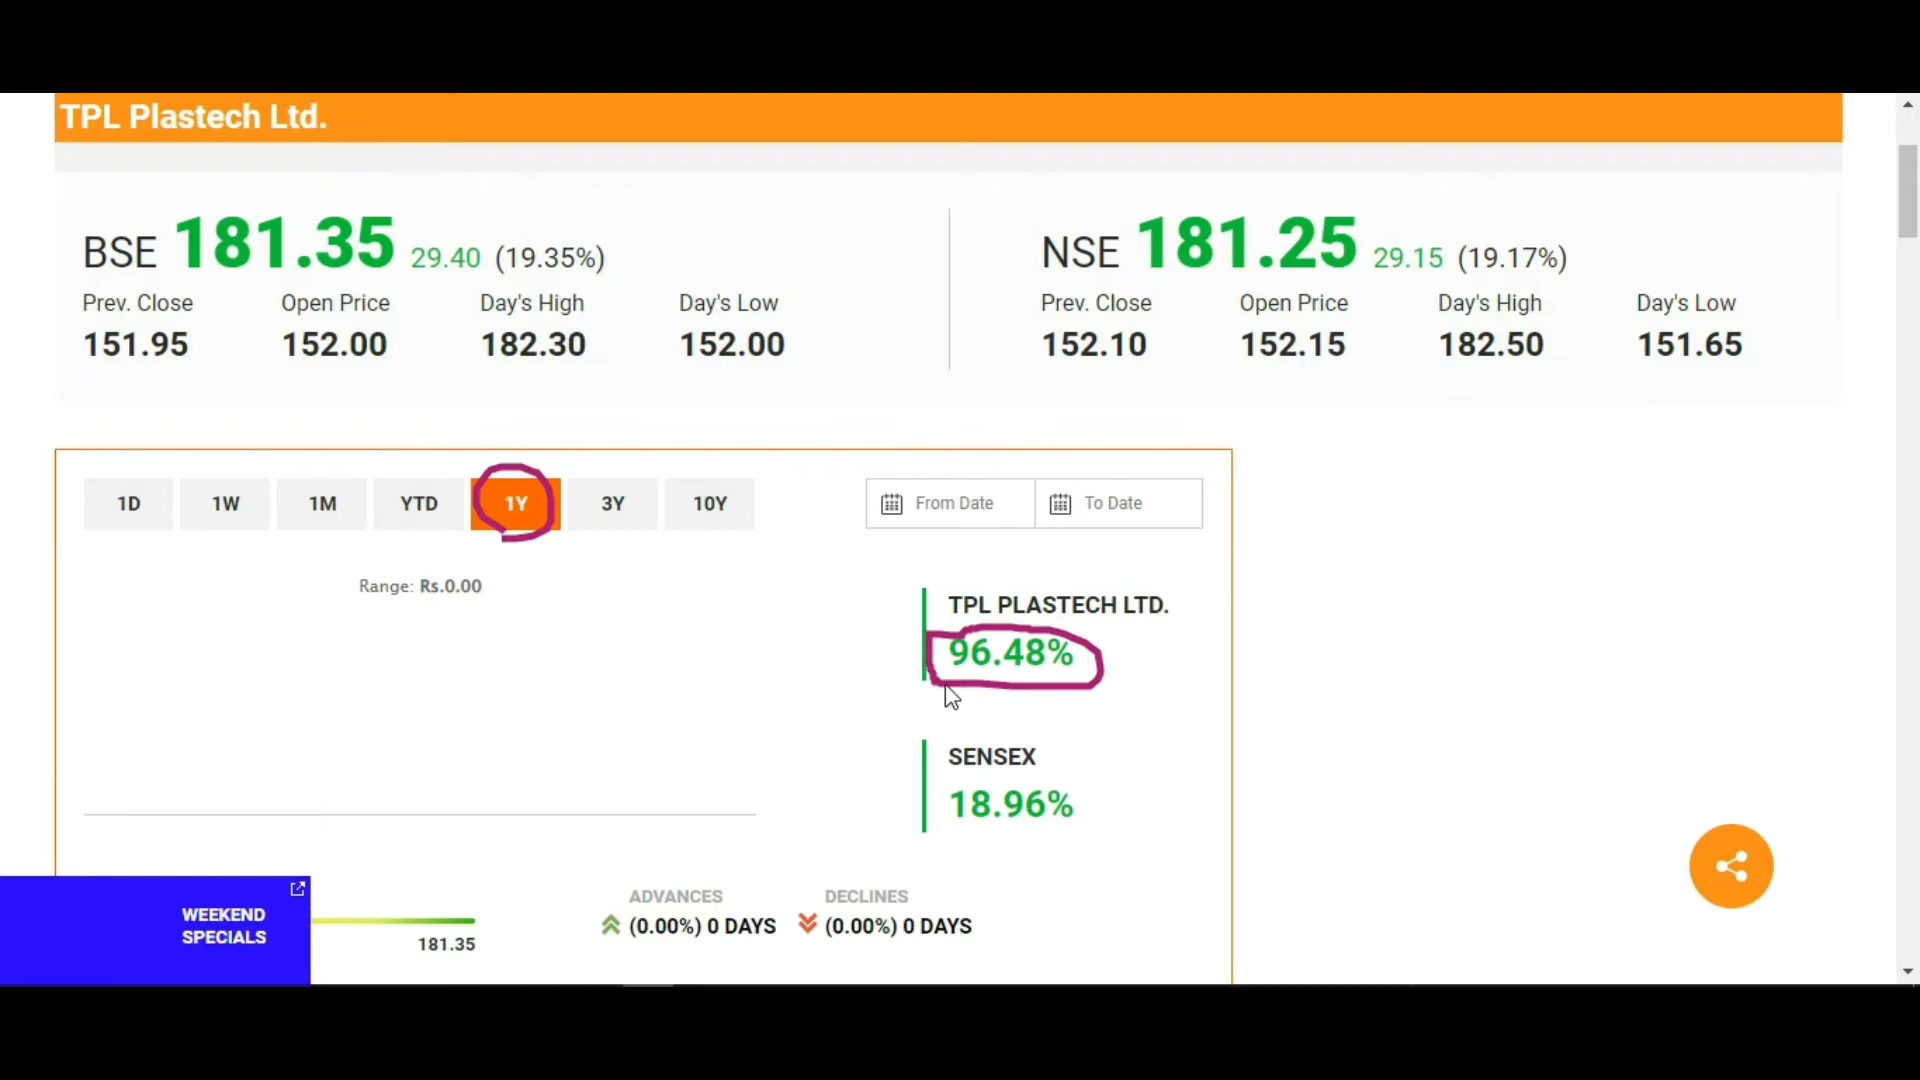 TPL Plastech Ltd.
BSE 181.35 29.40 (19.35%)
Prev. Close Open Price Day's High Day's Low
151.95 152.00 182.30 152.00
NSE 181.25 29.15 (19.17%)
Prev. Close Open Price Day's High Day's Low
152.10 152.15 182.50 151.65
1D 1W 1M YTD 1Y 3Y 10Y
From Date To Date
Range: Rs.0.00
TPL PLASTECH LTD.
96.48%
SENSEX
18.96%
WEEKEND
SPECIALS
181.35
ADVANCES
(0.00%) 0 DAYS
DECLINES
(0.00%) 0 DAYS